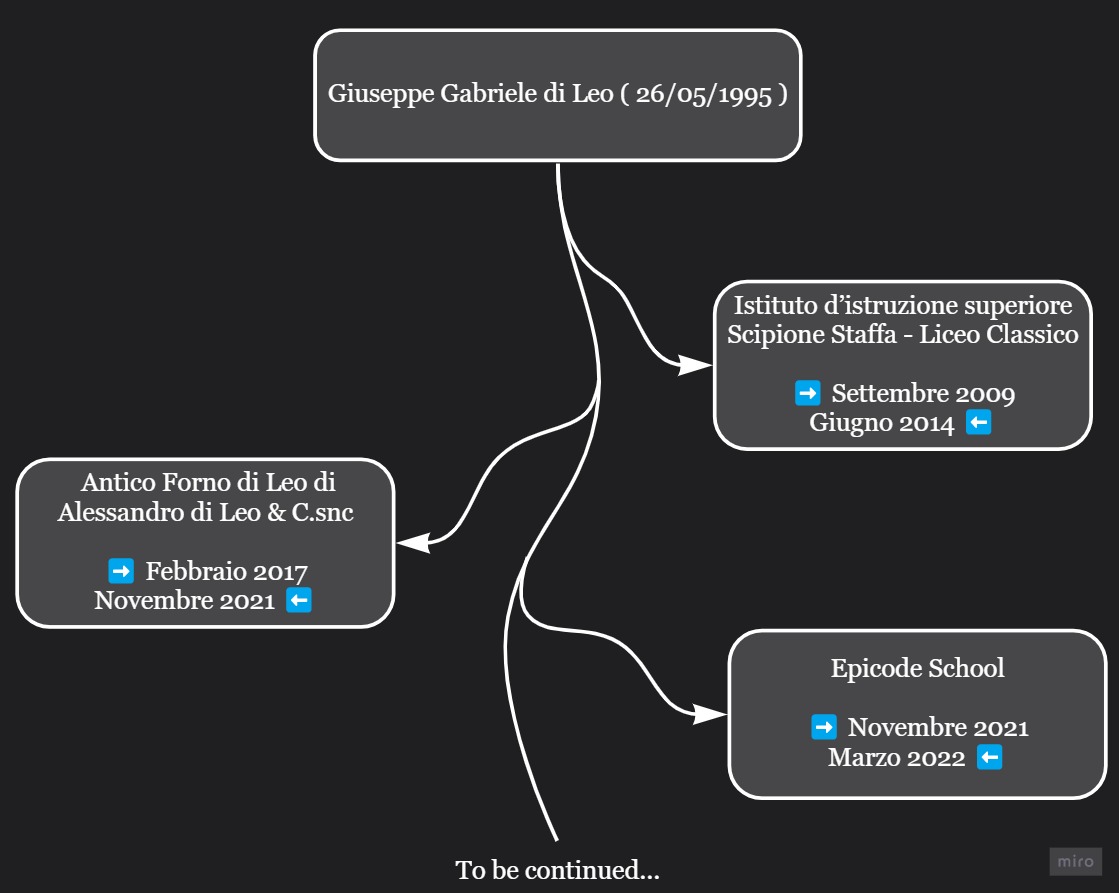 Giuseppe Gabriele di Leo ( 26/05/1995 )
Istituto d’istruzione superiore
Scipione Staffa - Liceo Classico
➡️ Settembre 2009
Giugno 2014 ⬅️
Antico Forno di Leo di
Alessandro di Leo & C.snc
➡️ Febbraio 2017
Novembre 2021 ⬅️
Epicode School
➡️ Novembre 2021
Marzo 2022 ⬅️
To be continued...
miro